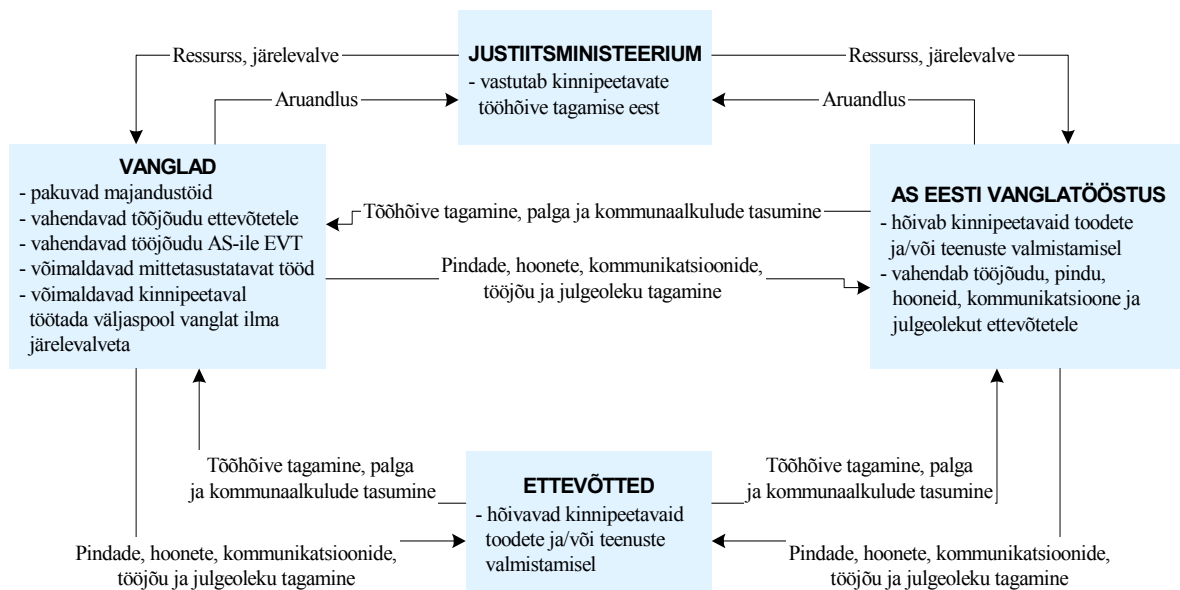 JUSTIITSMINISTEERIUM
- vastutab kinnipeetavate
tööhõive tagamise eest
Ressurss, järelevalve
Ressurss, järelevalve
Aruandlus
Aruandlus
VANGLAD
- pakuvad majandustöid
- vahendavad tõõjõudu ettevõtetele
- vahendavad tööjõudu AS-ile EVT
- võimaldavad mittetasustatavat tööd
- võimaldavad kinnipeetaval
töötada väljaspool vanglat ilma
järelevalveta
Tõõhõive tagamine, palga ja kommunaalkulude tasumine
Pindade, hoonete, kommunikatsioonide,
tööjõu ja julgeoleku tagamine
AS EESTI VANGLATÖÖSTUS
- hõivab kinnipeetavaid toodete
ja/või teenuste valmistamisel
- vahendab tööjõudu, pindu,
hooneid, kommunikatsioone ja
julgeolekut ettevõtetele
Tõõhõive tagamine, palga
ja kommunaalkulude tasumine
Tõõhõive tagamine, palga
ja kommunaalkulude tasumine
ETTEVÕTTED
- hõivavad kinnipeetavaid
toodete ja/või teenuste
valmistamisel
Pindade, hoonete, kommunikatsioonide,
tööjõu ja julgeoleku tagamine
Pindade, hoonete, kommunikatsioonide,
tööjõu ja julgeoleku tagamine